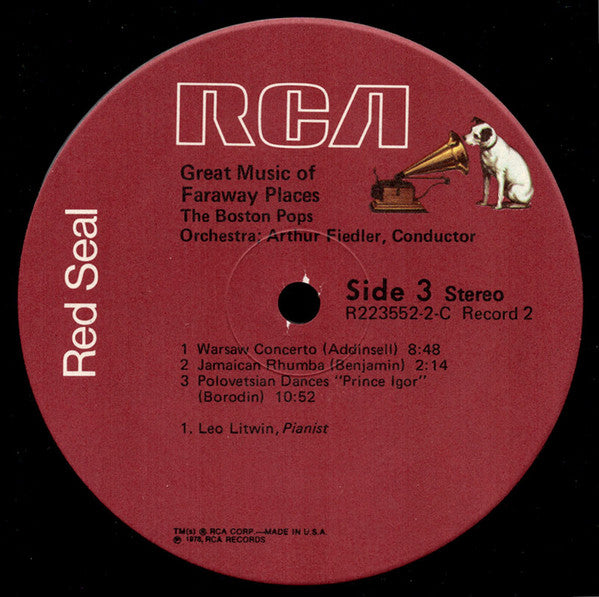 RCA
Great Music of
Faraway Places
The Boston Pops
Orchestra: Arthur Fiedler, Conductor
Red Seal
Side 3 Stereo
R223552-2-C Record 2
1 Warsaw Concerto (Addinsell) 8:48
2 Jamaican Rhumba (Benjamin) 2:14
3 Polovetsian Dances "Prince Igor"
(Borodin) 10:52
1. Leo Litwin, Pianist
TM(s) ® RCA CORP.—MADE IN U.S.A.
℗ 1978, RCA RECORDS